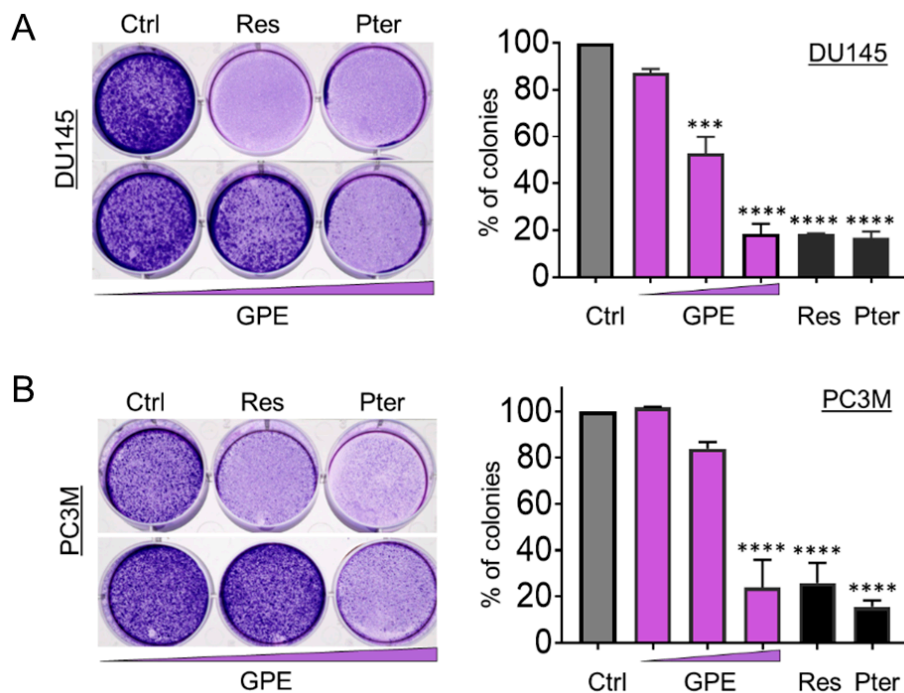 A
Ctrl Res Pter
DU145
GPE
% of colonies
100
80
60
40
20
0
DU145
***
**** **** ****
Ctrl GPE Res Pter
B
Ctrl Res Pter
PC3M
GPE
% of colonies
100
80
60
40
20
0
PC3M
**** **** ****
Ctrl GPE Res Pter